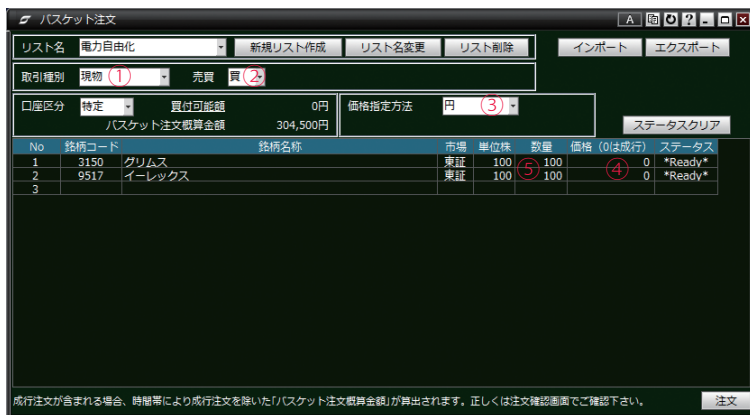 バスケット注文 A ?
リスト名 電力自由化 新規リスト作成 リスト名変更 リスト削除 インポート エクスポート
取引種別 現物 ① 売買 買 ②
口座区分 特定 買付可能額 0円 価格指定方法 円 ③
バスケット注文概算金額 304,500円 ステータスクリア
No 銘柄コード 銘柄名称 市場 単位株 数量 価格（0は成行） ステータス
1 3150 グリムス 東証 100 100 0 *Ready*
⑤ ④
2 9517 イーレックス 東証 100 100 0 *Ready*
3
成行注文が含まれる場合、時間帯により成行注文を除いた「バスケット注文概算金額」が算出されます。正しくは注文確認画面でご確認下さい。 注文